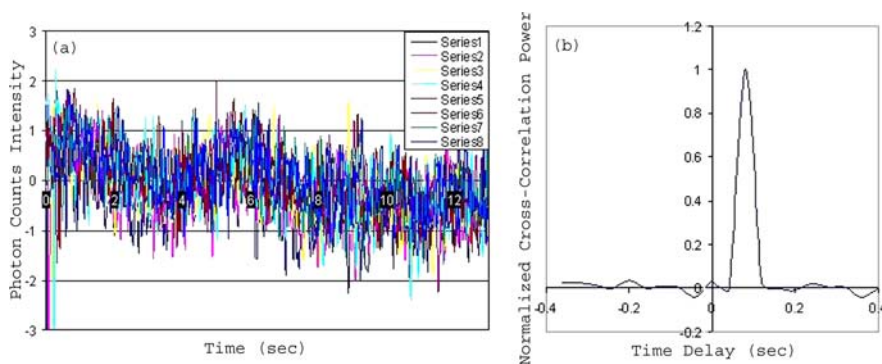 (a)
Photon Counts Intensity
3
2
1
0
-1
-2
-3
0 2 4 6 8 10 12
Time (sec)
Series1
Series2
Series3
Series4
Series5
Series6
Series7
Series8
(b)
Normalized Cross-Correlation Power
1.2
1
0.8
0.6
0.4
0.2
0
-0.2
-0.4 -0.2 0 0.2 0.4
Time Delay (sec)